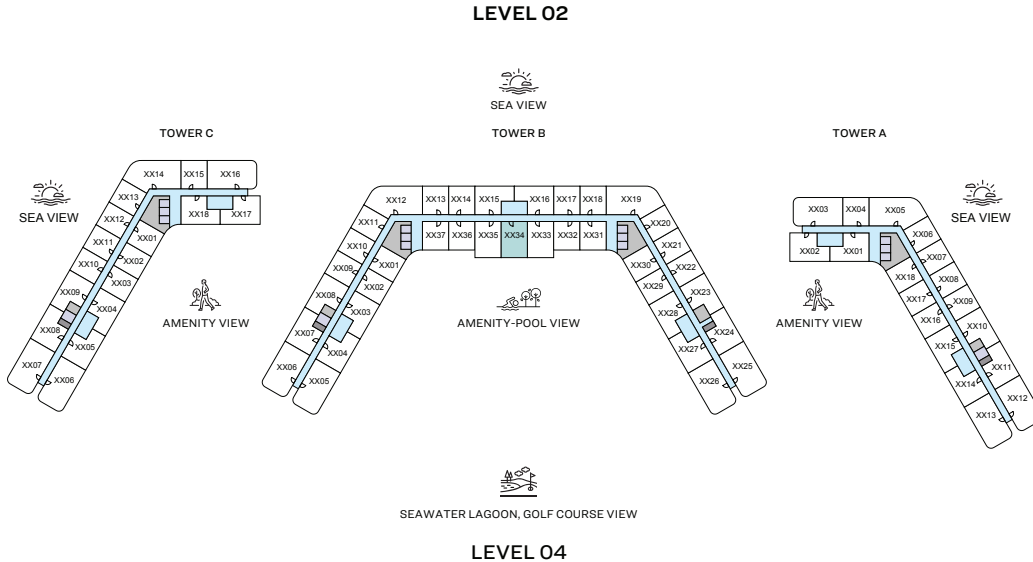 LEVEL 02
SEA VIEW
TOWER C
TOWER B
TOWER A
SEA VIEW
XX14
XX15
XX16
XX13
XX12
XX18
XX17
XX11
XX01
XX10
XX02
XX09
XX03
XX04
XX08
XX05
XX07
XX06
AMENITY VIEW
XX12
XX13
XX14
XX15
XX16
XX17
XX18
XX19
XX11
XX37
XX36
XX35
XX34
XX33
XX32
XX31
XX20
XX10
XX01
XX30
XX21
XX09
XX02
XX29
XX22
XX08
XX03
XX28
XX23
XX07
XX04
XX27
XX24
XX06
XX05
XX26
XX25
AMENITY-POOL VIEW
SEA VIEW
XX03
XX04
XX05
XX02
XX01
XX06
XX07
XX18
XX08
XX17
XX09
XX16
XX10
XX15
XX11
XX14
XX12
XX13
AMENITY VIEW
SEAWATER LAGOON, GOLF COURSE VIEW
LEVEL 04